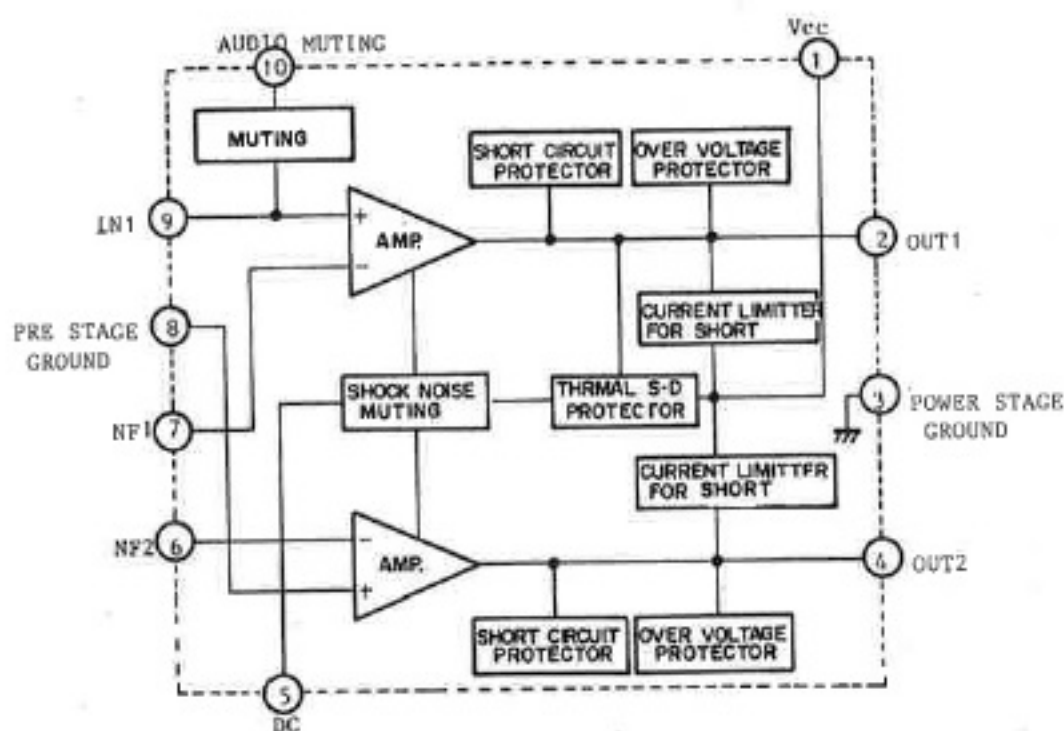 AUDIO MUTING
Vcc
10
1
MUTING
SHORT CIRCUIT
PROTECTOR
OVER VOLTAGE
PROTECTOR
IN1
9
+
AMP.
−
2
OUT1
PRE STAGE
GROUND
8
CURRENT LIMITTER
FOR SHORT
SHOCK NOISE
MUTING
THRMAL S-D
PROTECTOR
3
POWER STAGE
GROUND
NF1
7
CURRENT LIMITTER
FOR SHORT
NF2
6
−
AMP.
+
4
OUT2
SHORT CIRCUIT
PROTECTOR
OVER VOLTAGE
PROTECTOR
5
DC